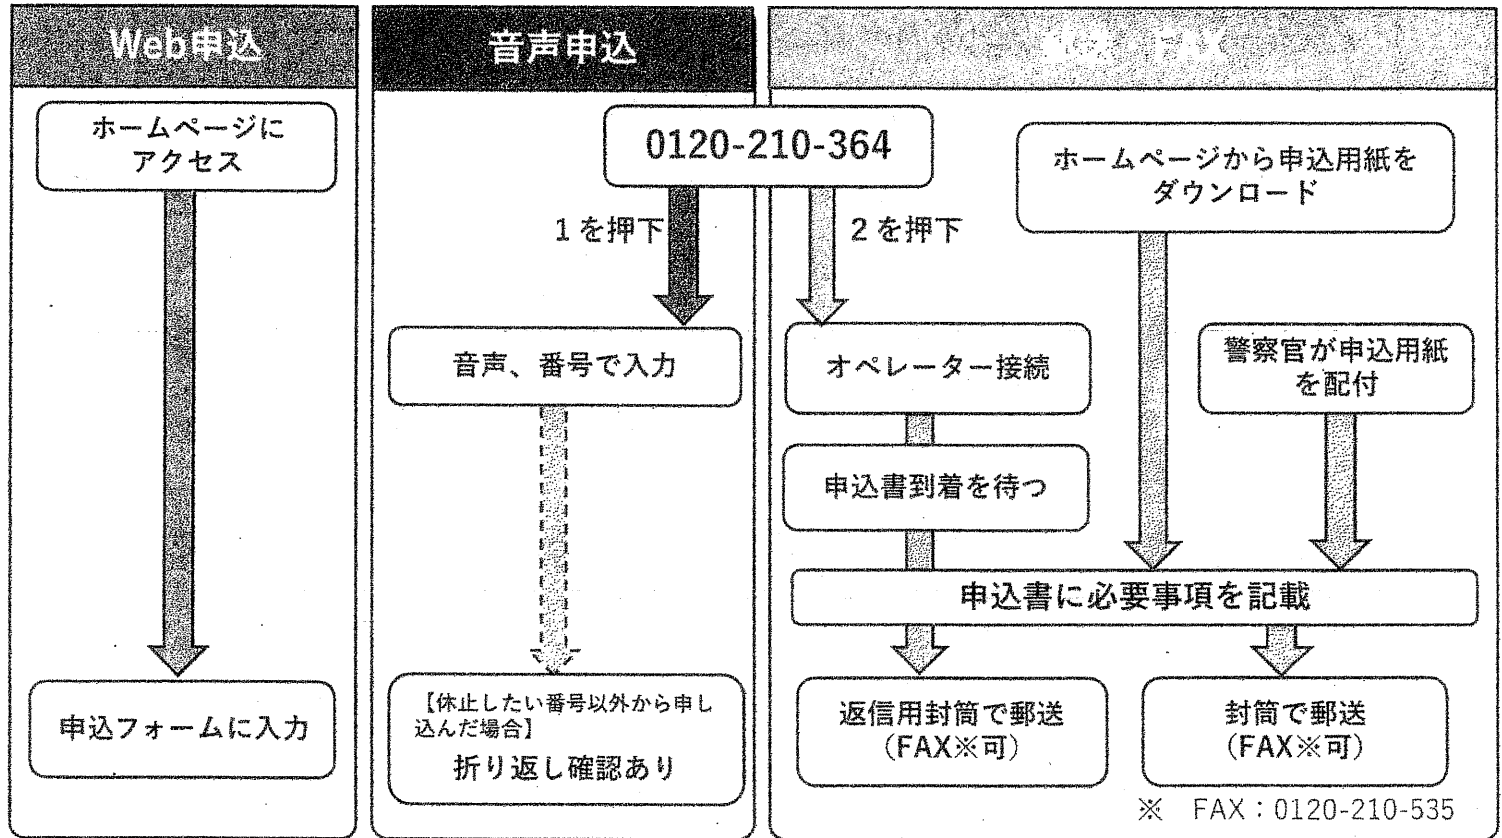 Web申込
ホームページに
アクセス
申込フォームに入力
音声申込
0120-210-364
1を押下
音声、番号で入力
【休止したい番号以外から申し
込んだ場合】
折り返し確認あり
郵送・FAX
2を押下
オペレーター接続
申込書到着を待つ
ホームページから申込用紙を
ダウンロード
警察官が申込用紙
を配付
申込書に必要事項を記載
返信用封筒で郵送
(FAX※可)
封筒で郵送
(FAX※可)
※ FAX：0120-210-535